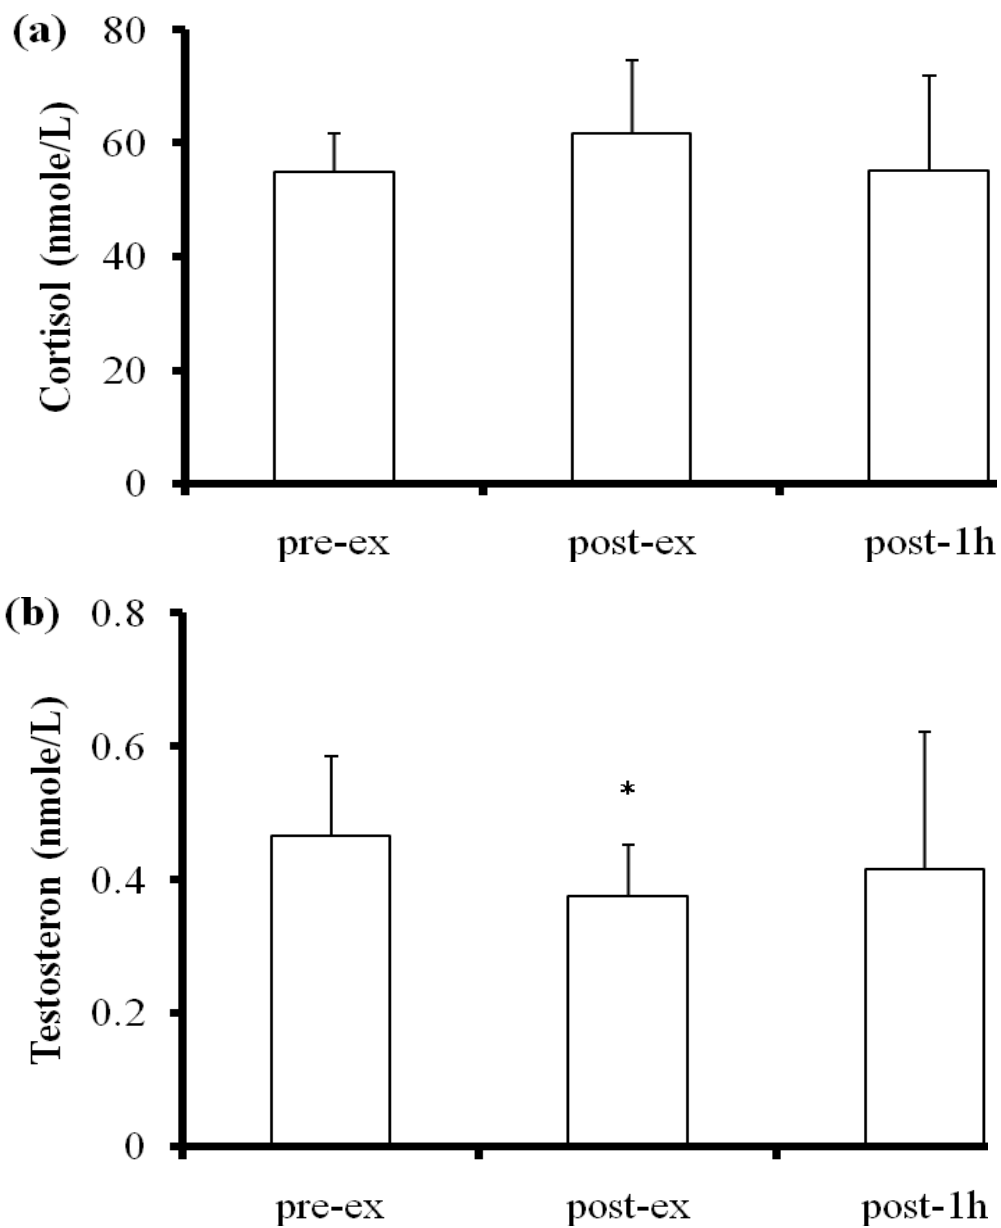 (a)
Cortisol (nmole/L)
80
60
40
20
0
pre-ex post-ex post-1h
(b)
Testosteron (nmole/L)
0.8
0.6
0.4
0.2
0
*
pre-ex post-ex post-1h